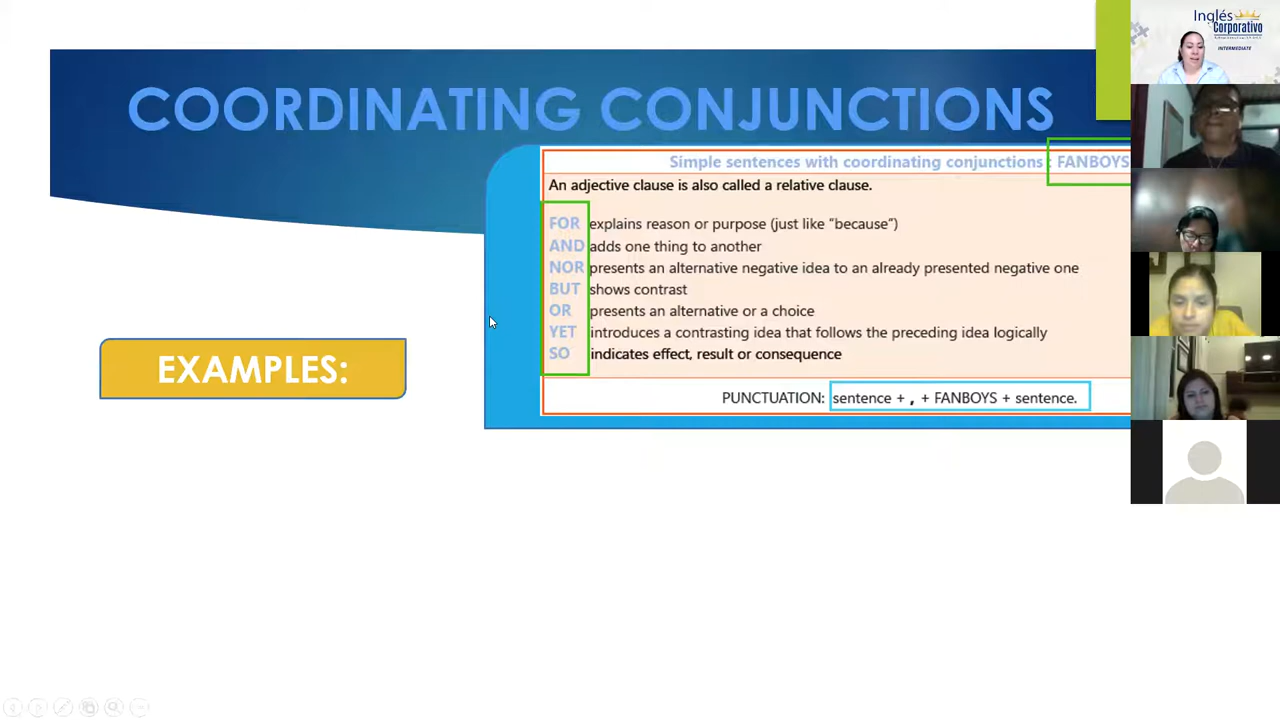 COORDINATING CONJUNCTIONS
Simple sentences with coordinating conjunctions : FANBYOS
An adjective clause is also called a relative clause.
FOR explains reason or purpose (just like "because")
AND adds one thing to another
NOR presents an alternative negative idea to an already presented negative one
BUT shows contrast
OR presents an alternative or a choice
YET introduces a contrasting idea that follows the preceding idea logically
SO indicates effect, result or consequence
PUNCTUATION: sentence + , + FANBOYS + sentence.
EXAMPLES:
Inglés
Corporativo
INTERMEDIATE